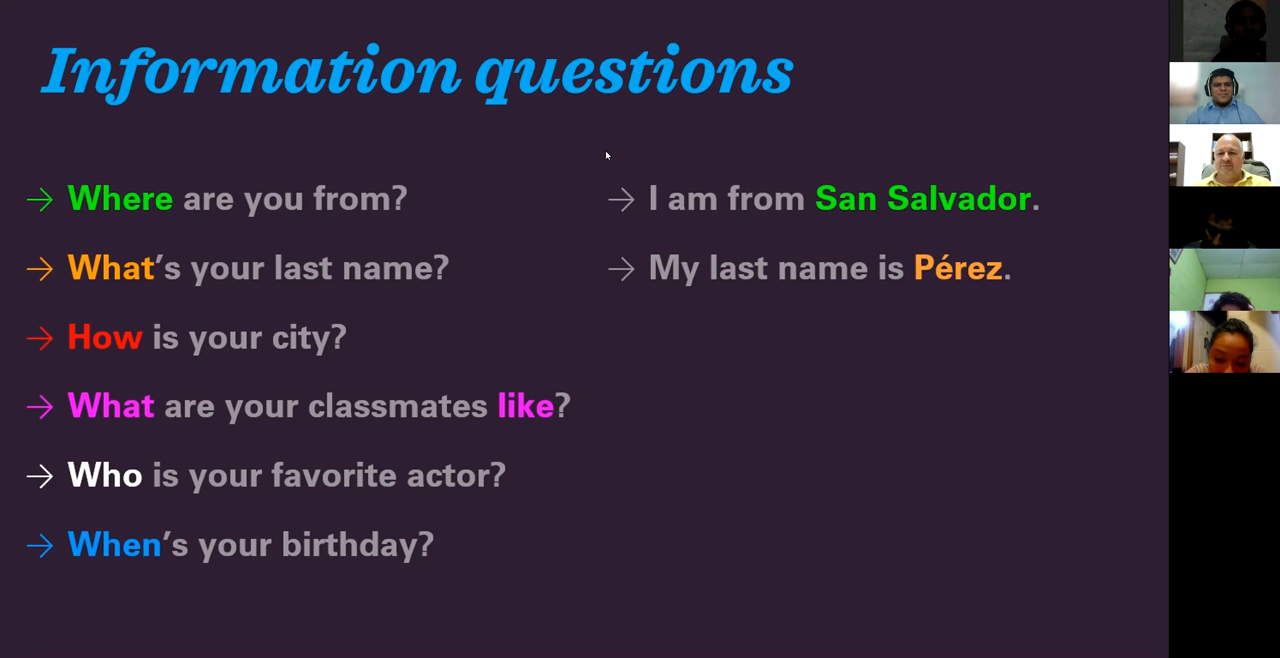 Information questions
→ Where are you from?
→ I am from San Salvador.
→ What's your last name?
→ My last name is Pérez.
→ How is your city?
→ What are your classmates like?
→ Who is your favorite actor?
→ When's your birthday?